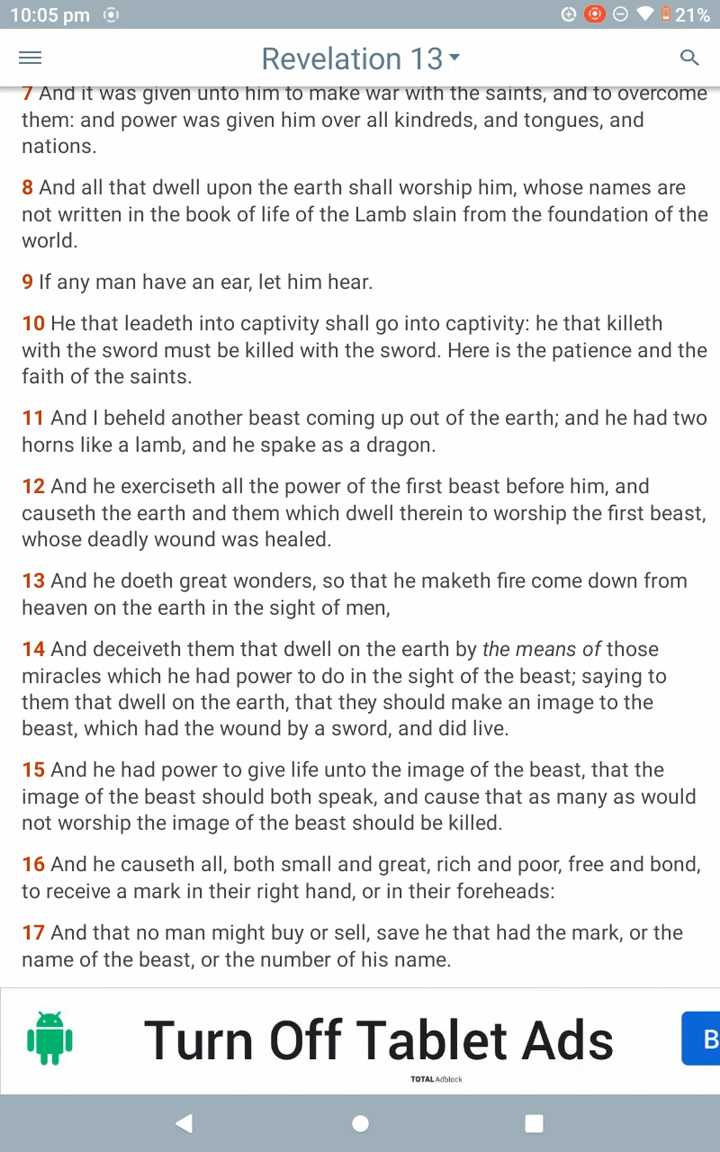 10:05 pm 21%
Revelation 13
7 And it was given unto him to make war with the saints, and to overcome
them: and power was given him over all kindreds, and tongues, and
nations.
8 And all that dwell upon the earth shall worship him, whose names are
not written in the book of life of the Lamb slain from the foundation of the
world.
9 If any man have an ear, let him hear.
10 He that leadeth into captivity shall go into captivity: he that killeth
with the sword must be killed with the sword. Here is the patience and the
faith of the saints.
11 And I beheld another beast coming up out of the earth; and he had two
horns like a lamb, and he spake as a dragon.
12 And he exerciseth all the power of the first beast before him, and
causeth the earth and them which dwell therein to worship the first beast,
whose deadly wound was healed.
13 And he doeth great wonders, so that he maketh fire come down from
heaven on the earth in the sight of men,
14 And deceiveth them that dwell on the earth by the means of those
miracles which he had power to do in the sight of the beast; saying to
them that dwell on the earth, that they should make an image to the
beast, which had the wound by a sword, and did live.
15 And he had power to give life unto the image of the beast, that the
image of the beast should both speak, and cause that as many as would
not worship the image of the beast should be killed.
16 And he causeth all, both small and great, rich and poor, free and bond,
to receive a mark in their right hand, or in their foreheads:
17 And that no man might buy or sell, save he that had the mark, or the
name of the beast, or the number of his name.
Turn Off Tablet Ads
B
TOTAL Adblock